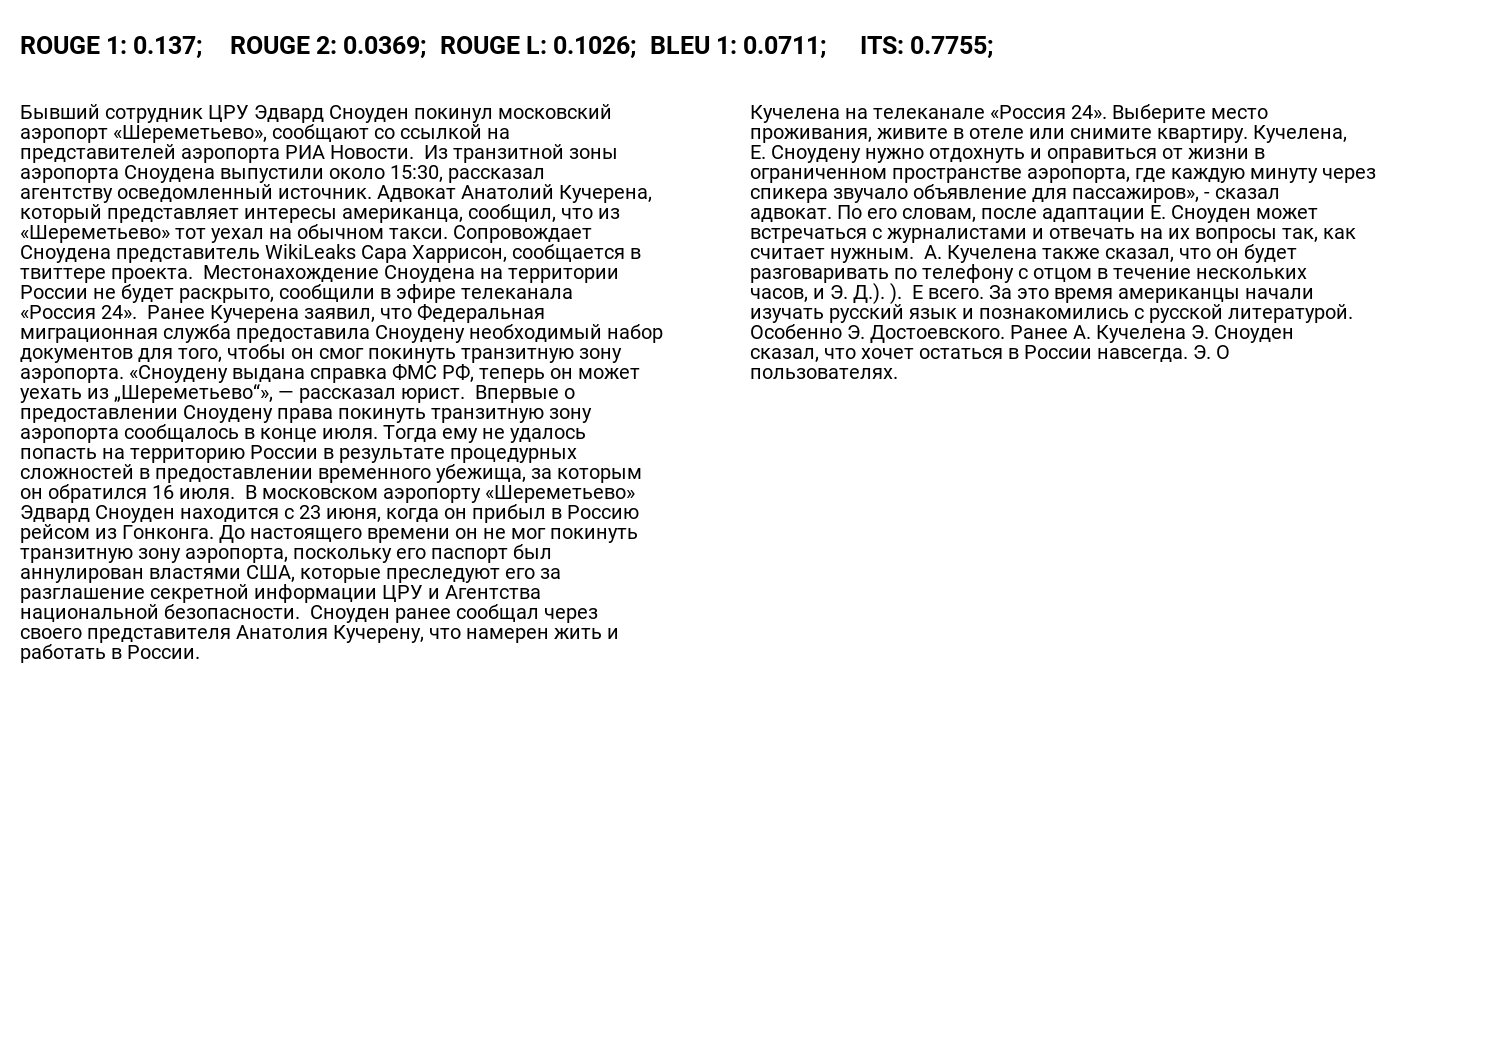 ROUGE 1: 0.137; ROUGE 2: 0.0369; ROUGE L: 0.1026; BLEU 1: 0.0711; ITS: 0.7755;
Бывший сотрудник ЦРУ Эдвард Сноуден покинул московский
аэропорт «Шереметьево», сообщают со ссылкой на
представителей аэропорта РИА Новости.  Из транзитной зоны
аэропорта Сноудена выпустили около 15:30, рассказал
агентству осведомленный источник. Адвокат Анатолий Кучерена,
который представляет интересы американца, сообщил, что из
«Шереметьево» тот уехал на обычном такси. Сопровождает
Сноудена представитель WikiLeaks Сара Харрисон, сообщается в
твиттере проекта.  Местонахождение Сноудена на территории
России не будет раскрыто, сообщили в эфире телеканала
«Россия 24».  Ранее Кучерена заявил, что Федеральная
миграционная служба предоставила Сноудену необходимый набор
документов для того, чтобы он смог покинуть транзитную зону
аэропорта. «Сноудену выдана справка ФМС РФ, теперь он может
уехать из „Шереметьево“», — рассказал юрист.  Впервые о
предоставлении Сноудену права покинуть транзитную зону
аэропорта сообщалось в конце июля. Тогда ему не удалось
попасть на территорию России в результате процедурных
сложностей в предоставлении временного убежища, за которым
он обратился 16 июля.  В московском аэропорту «Шереметьево»
Эдвард Сноуден находится с 23 июня, когда он прибыл в Россию
рейсом из Гонконга. До настоящего времени он не мог покинуть
транзитную зону аэропорта, поскольку его паспорт был
аннулирован властями США, которые преследуют его за
разглашение секретной информации ЦРУ и Агентства
национальной безопасности.  Сноуден ранее сообщал через
своего представителя Анатолия Кучерену, что намерен жить и
работать в России.
Кучелена на телеканале «Россия 24». Выберите место
проживания, живите в отеле или снимите квартиру. Кучелена,
Е. Сноудену нужно отдохнуть и оправиться от жизни в
ограниченном пространстве аэропорта, где каждую минуту через
спикера звучало объявление для пассажиров», - сказал
адвокат. По его словам, после адаптации Е. Сноуден может
встречаться с журналистами и отвечать на их вопросы так, как
считает нужным.  А. Кучелена также сказал, что он будет
разговаривать по телефону с отцом в течение нескольких
часов, и Э. Д.). ).  Е всего. За это время американцы начали
изучать русский язык и познакомились с русской литературой.
Особенно Э. Достоевского. Ранее А. Кучелена Э. Сноуден
сказал, что хочет остаться в России навсегда. Э. О
пользователях.